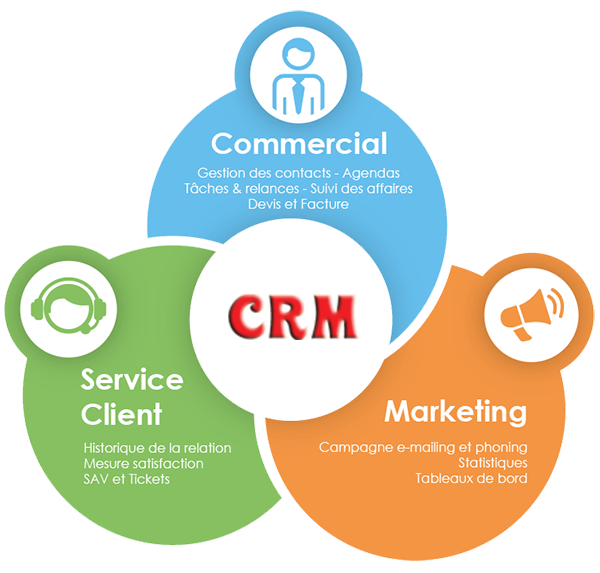 Commercial
Gestion des contacts - Agendas
Tâches & relances - Suivi des affaires
Devis et Facture
CRM
Service
Client
Historique de la relation
Mesure satisfaction
SAV et Tickets
Marketing
Campagne e-mailing et phoning
Statistiques
Tableaux de bord